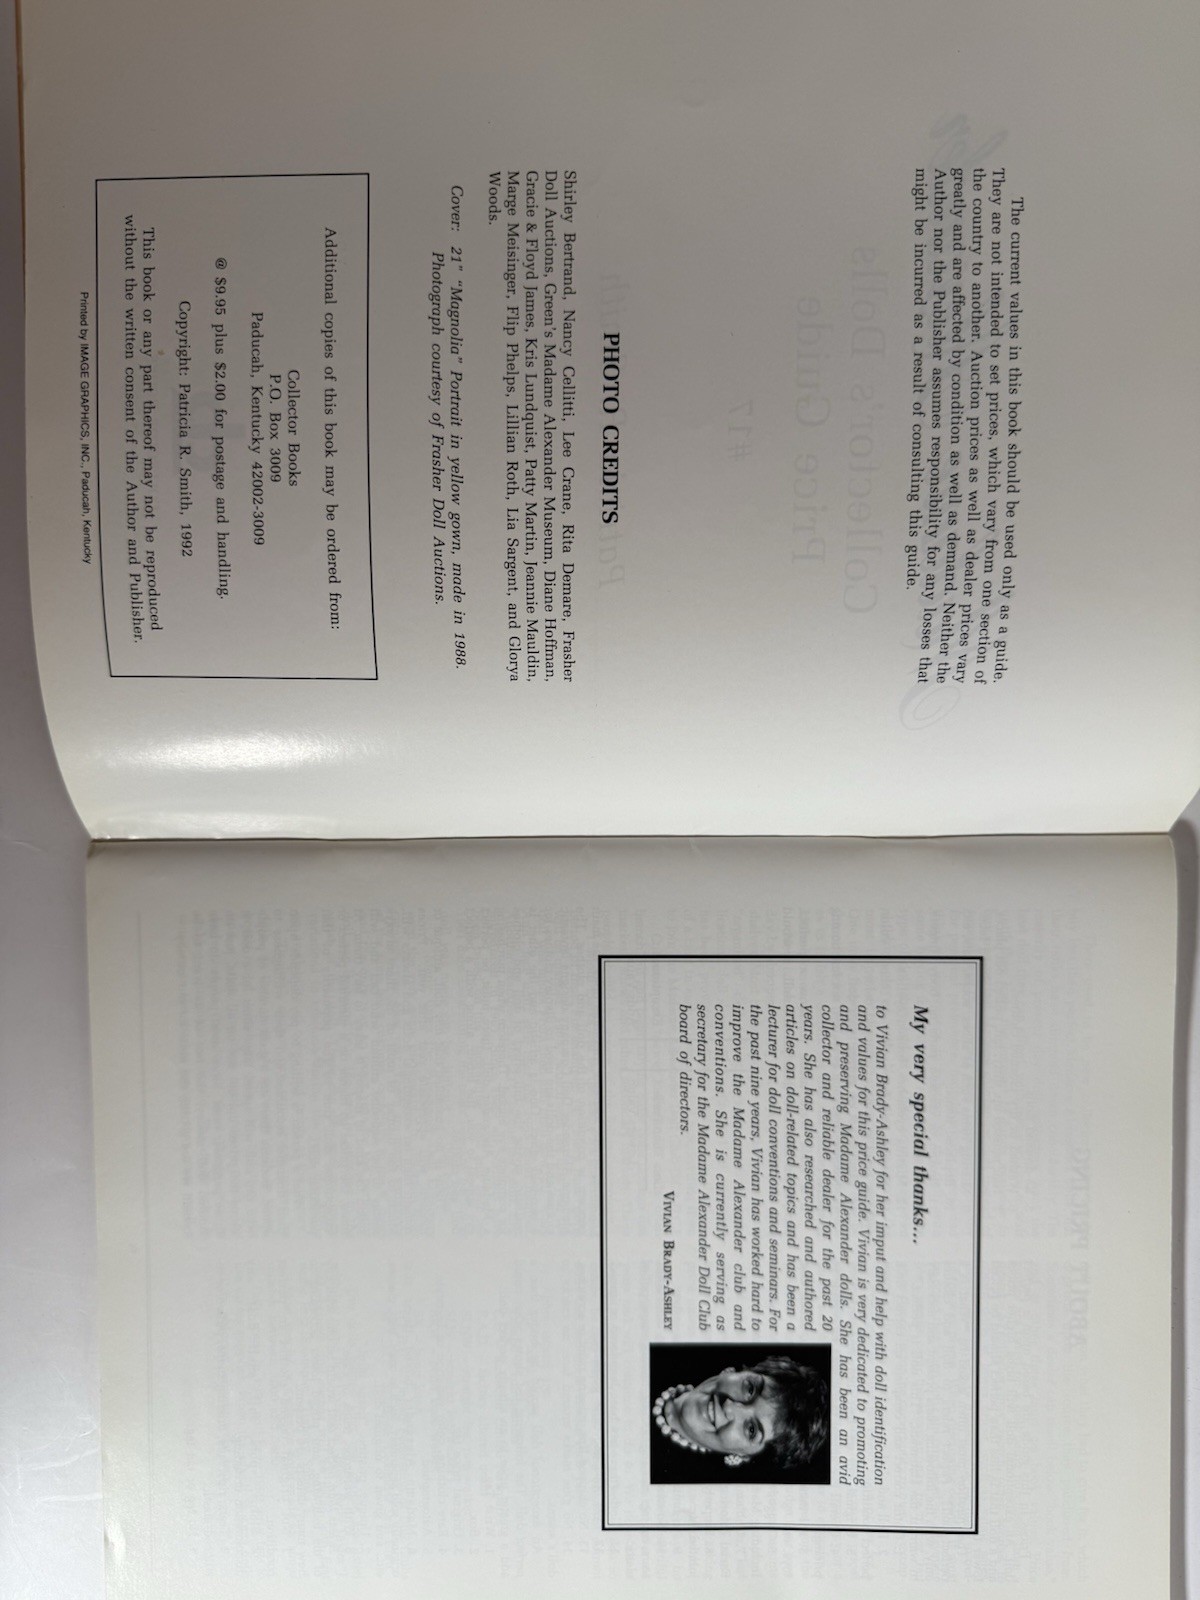 The current values in this book should be used only as a guide.
They are not intended to set prices, which vary from one section of
the country to another. Auction prices as well as dealer prices vary
greatly and are affected by condition as well as demand. Neither the
Author nor the Publisher assumes responsibility for any losses that
might be incurred as a result of consulting this guide.
PHOTO CREDITS
Shirley Bertrand, Nancy Cellitti, Lee Crane, Rita Demare, Frasher
Doll Auctions, Green's Madame Alexander Museum, Diane Hoffman,
Gracie & Floyd James, Kris Lundquist, Patty Martin, Jeannie Mauldin,
Marge Meisinger, Flip Phelps, Lillian Roth, Lia Sargent, and Glorya
Woods.
Cover: 21" "Magnolia" Portrait in yellow gown, made in 1988.
Photograph courtesy of Frasher Doll Auctions.
Additional copies of this book may be ordered from:
Collector Books
P.O. Box 3009
Paducah, Kentucky 42002-3009
@ $9.95 plus $2.00 for postage and handling.
Copyright: Patricia R. Smith, 1992
This book or any part thereof may not be reproduced
without the written consent of the Author and Publisher.
Printed by IMAGE GRAPHICS, INC., Paducah, Kentucky
My very special thanks...
to Vivian Brady-Ashley for her imput and help with doll identification
and values for this price guide. Vivian is very dedicated to promoting
and preserving Madame Alexander dolls. She has been an avid
collector and reliable dealer for the past 20
years. She has also researched and authored
articles on doll-related topics and has been a
lecturer for doll conventions and seminars. For
the past nine years, Vivian has worked hard to
improve the Madame Alexander club and
conventions. She is currently serving as
secretary for the Madame Alexander Doll Club
board of directors.
VIVIAN BRADY-ASHLEY